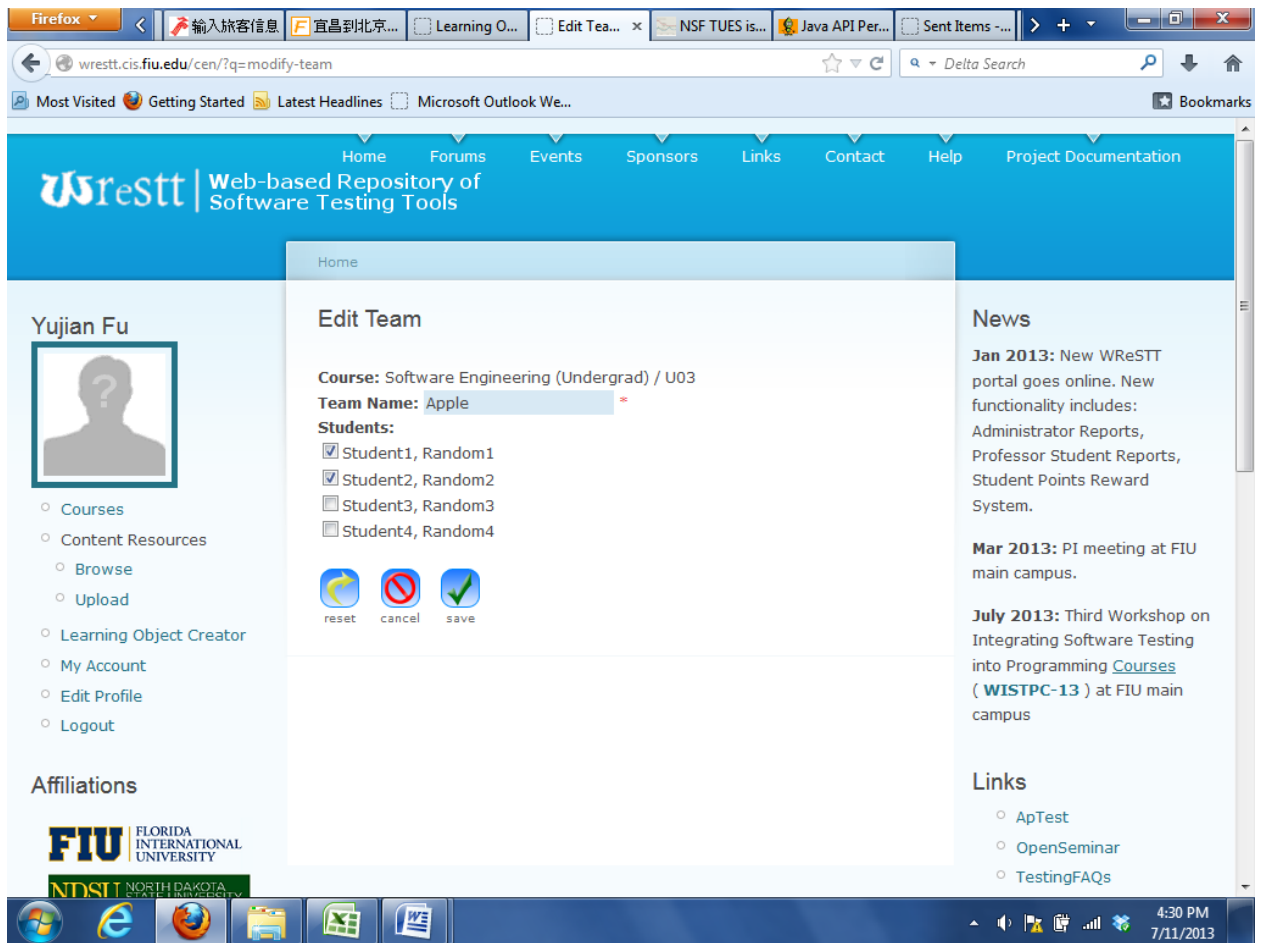 Firefox
输入旅客信息
宜昌到北京...
Learning O...
Edit Tea...
NSF TUES is...
Java API Per...
Sent Items -...
wrestt.cis.fiu.edu/cen/?q=modify-team
Delta Search
Most Visited
Getting Started
Latest Headlines
Microsoft Outlook We...
Bookmarks
Home
Forums
Events
Sponsors
Links
Contact
Help
Project Documentation
WreStt
Web-based Repository of
Software Testing Tools
Home
Yujian Fu
?
Courses
Content Resources
Browse
Upload
Learning Object Creator
My Account
Edit Profile
Logout
Affiliations
FIU
FLORIDA
INTERNATIONAL
UNIVERSITY
NDSU
NORTH DAKOTA
STATE UNIVERSITY
Edit Team
Course: Software Engineering (Undergrad) / U03
Team Name: Apple *
Students:
Student1, Random1
Student2, Random2
Student3, Random3
Student4, Random4
reset
cancel
save
News
Jan 2013: New WReSTT
portal goes online. New
functionality includes:
Administrator Reports,
Professor Student Reports,
Student Points Reward
System.
Mar 2013: PI meeting at FIU
main campus.
July 2013: Third Workshop on
Integrating Software Testing
into Programming Courses
( WISTPC-13 ) at FIU main
campus
Links
ApTest
OpenSeminar
TestingFAQs
4:30 PM
7/11/2013